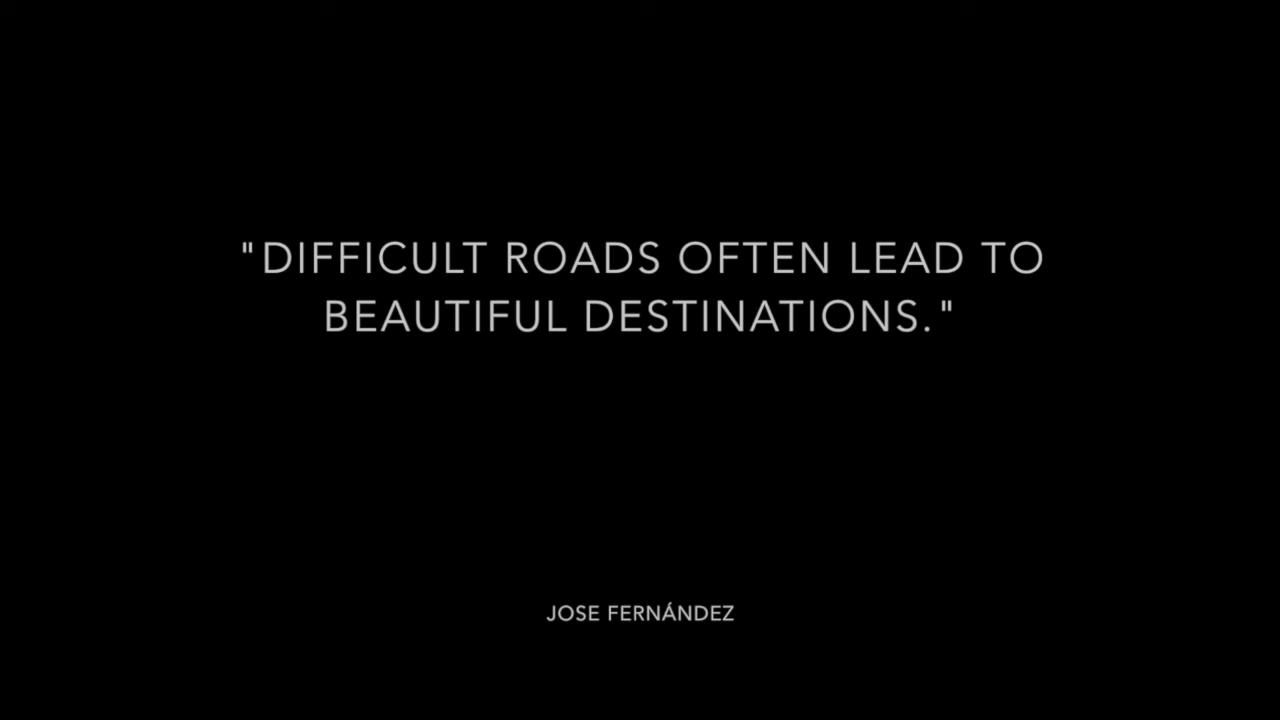 "DIFFICULT ROADS OFTEN LEAD TO
BEAUTIFUL DESTINATIONS."
JOSE FERNÁNDEZ